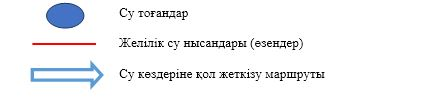 Су тоғандар
Желілік су нысандары (өзендер)
Су көздеріне қол жеткізу маршруты